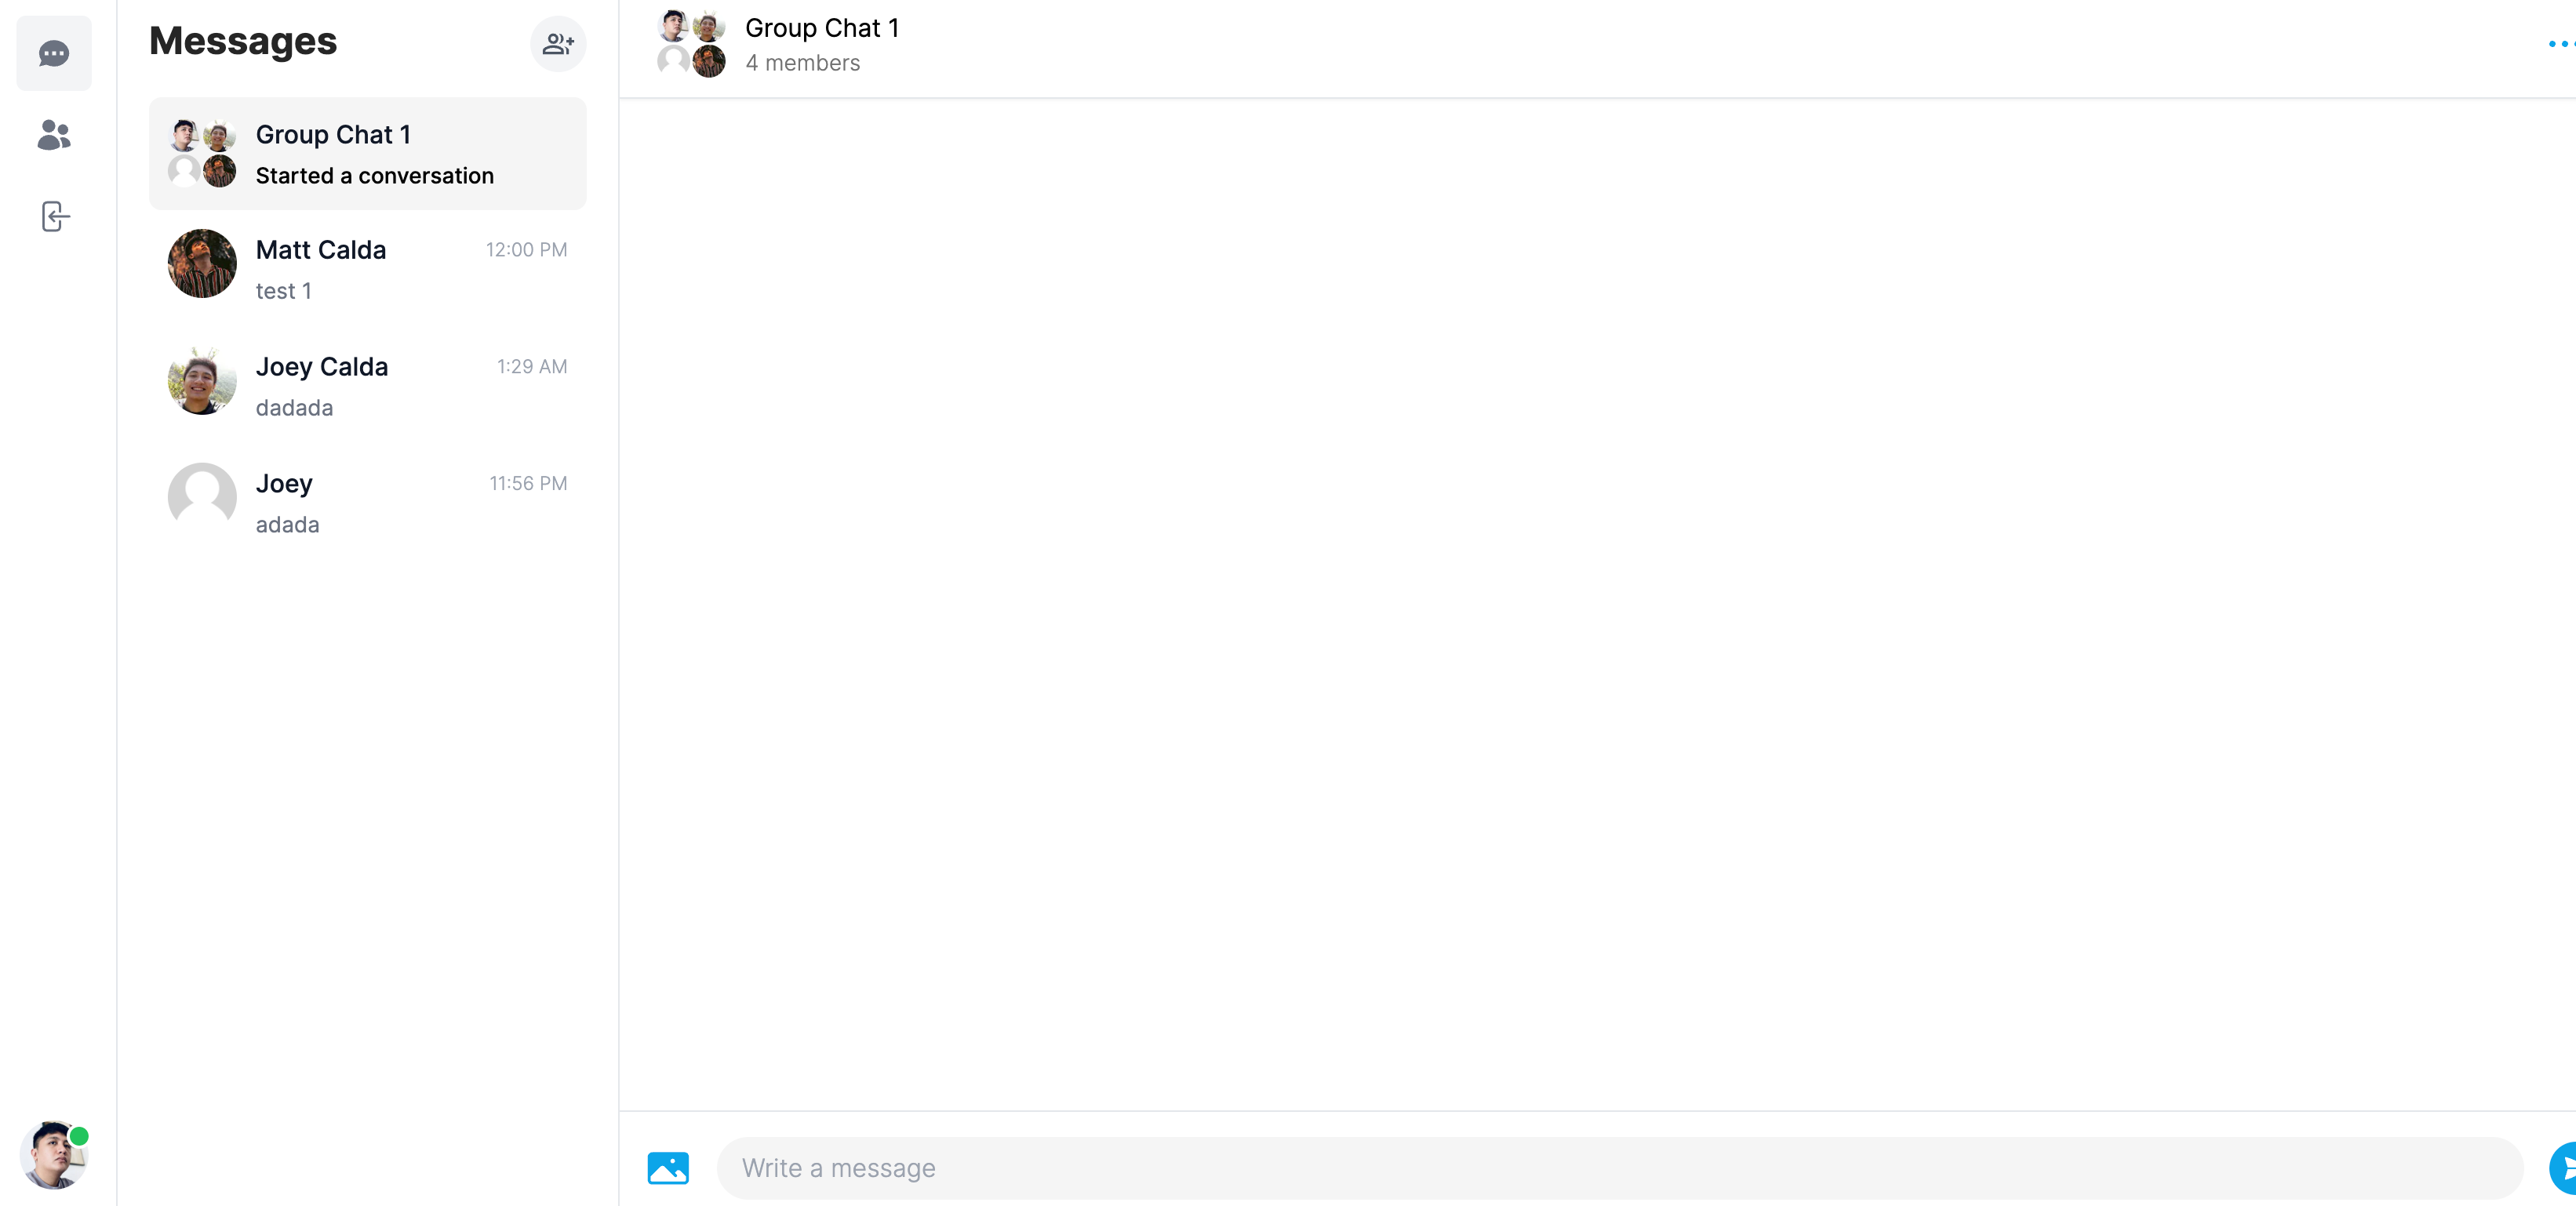 Messages
Group Chat 1
Started a conversation
Matt Calda
12:00 PM
test 1
Joey Calda
1:29 AM
dadada
Joey
11:56 PM
adada
Group Chat 1
4 members
Write a message